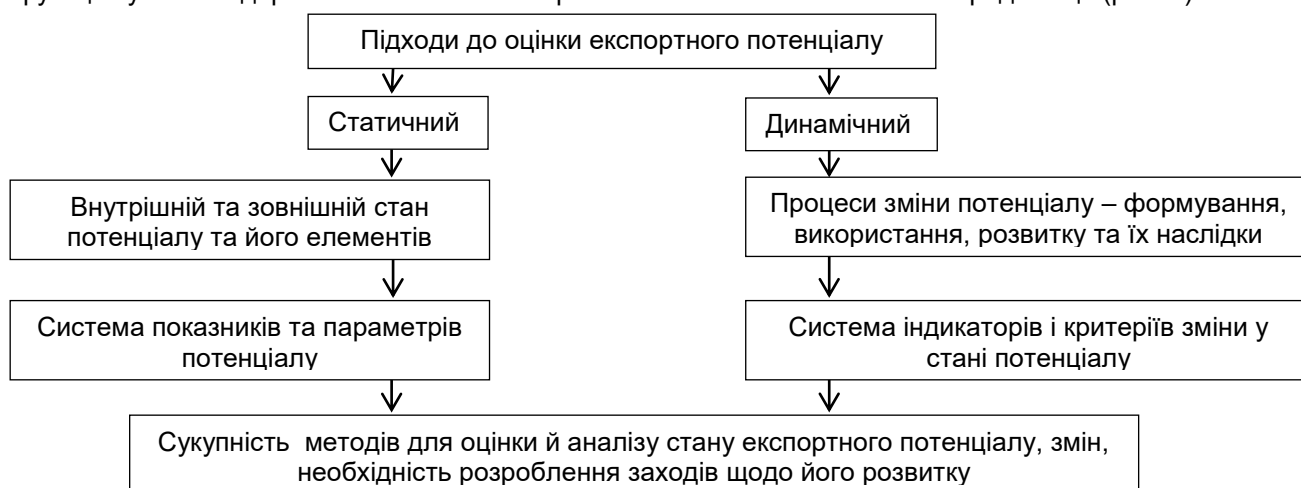 Підходи до оцінки експортного потенціалу
Статичний
Динамічний
Внутрішній та зовнішній стан
потенціалу та його елементів
Процеси зміни потенціалу – формування,
використання, розвитку та їх наслідки
Система показників та параметрів
потенціалу
Система індикаторів і критеріїв зміни у
стані потенціалу
Сукупність методів для оцінки й аналізу стану експортного потенціалу, змін,
необхідність розроблення заходів щодо його розвитку